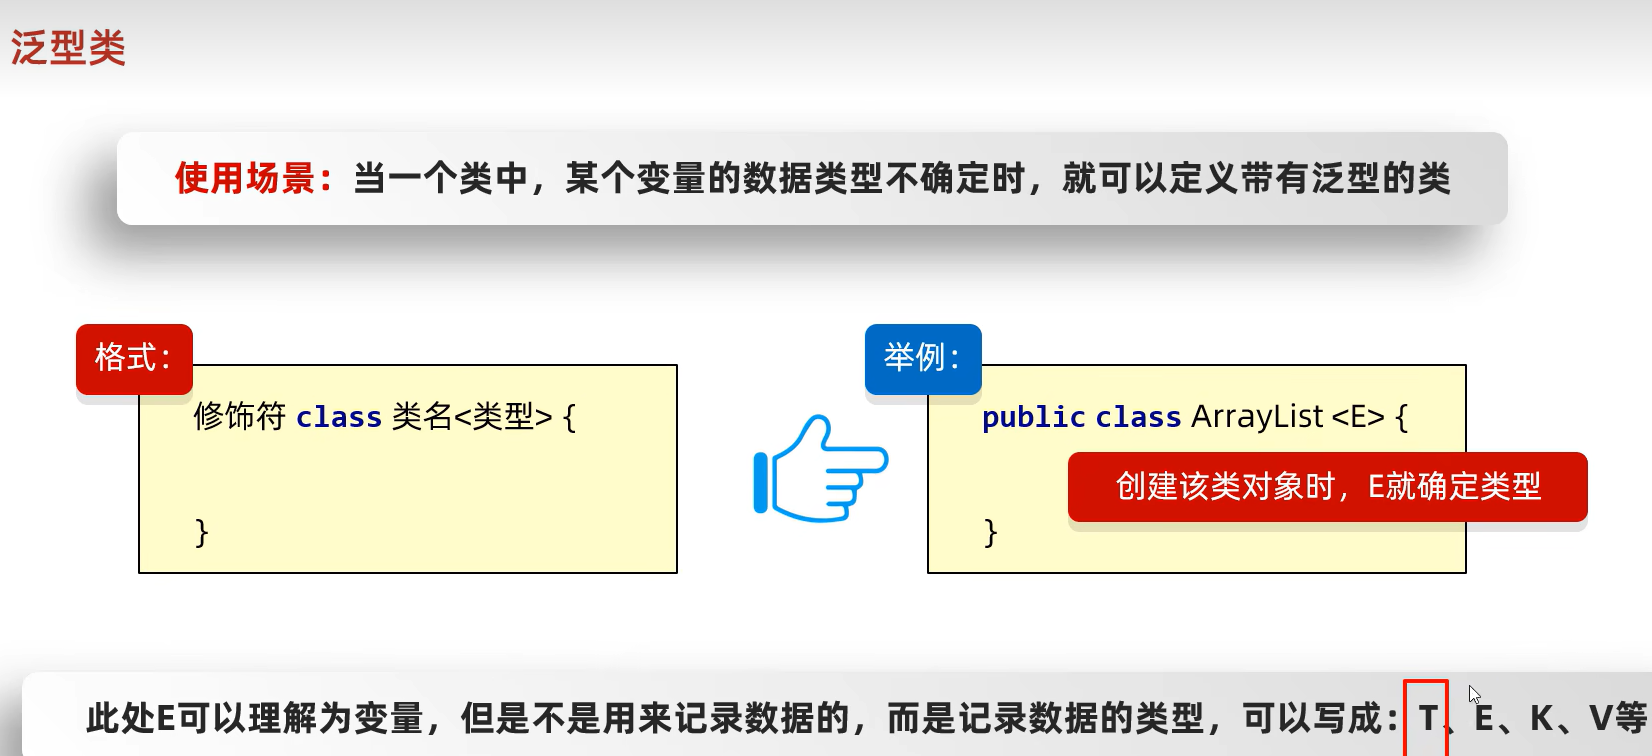 泛型类
使用场景：当一个类中，某个变量的数据类型不确定时，就可以定义带有泛型的类
格式：
修饰符 class 类名<类型> {
}
举例：
public class ArrayList <E> {
创建该类对象时，E就确定类型
}
此处E可以理解为变量，但是不是用来记录数据的，而是记录数据的类型，可以写成：T、E、K、V等